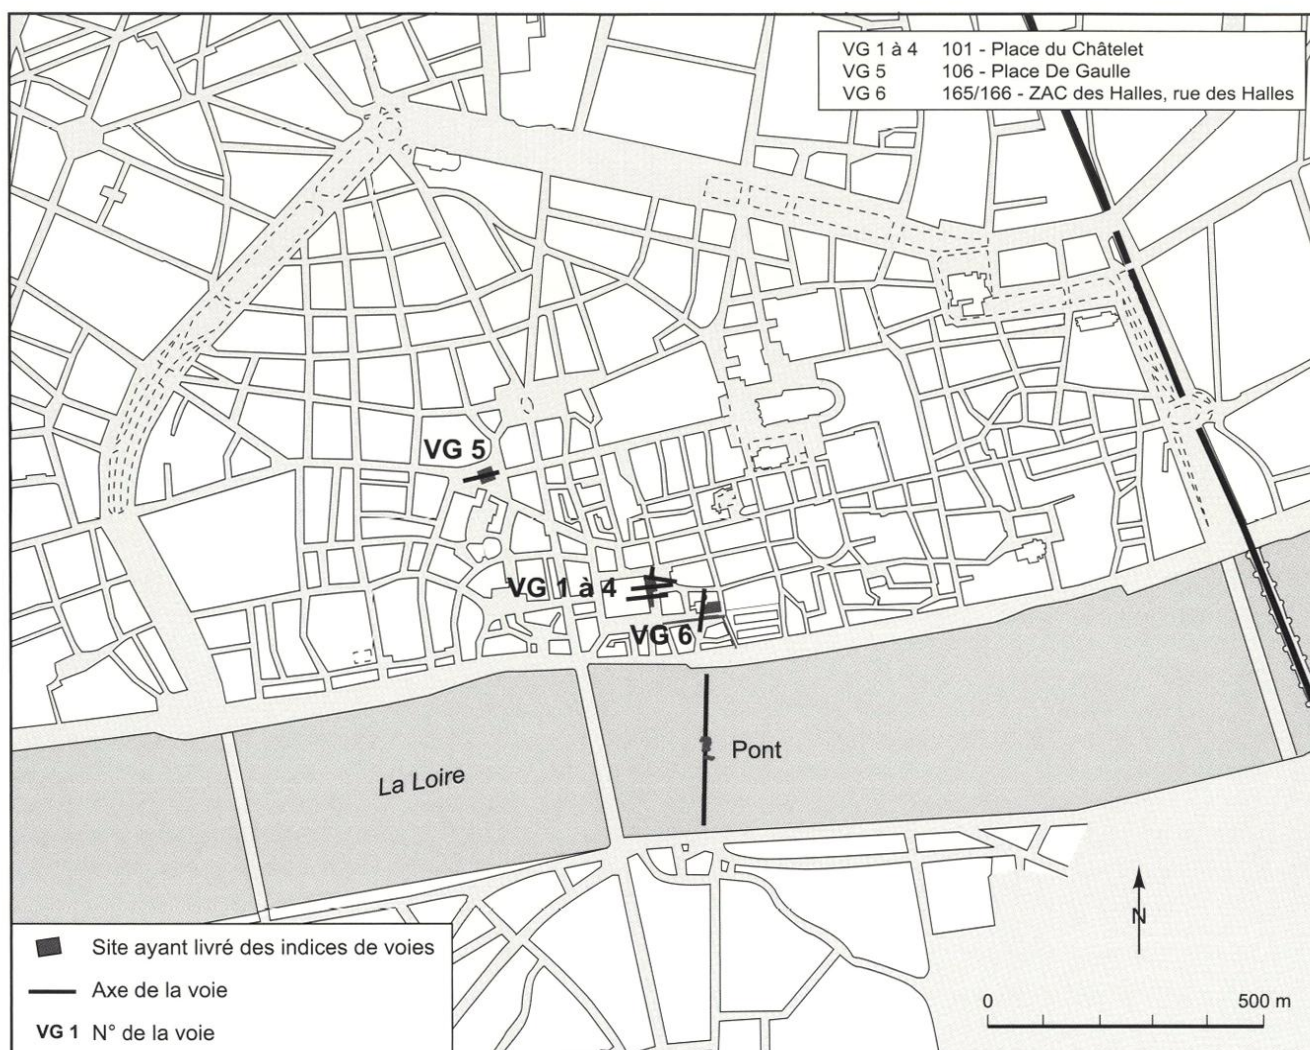 VG 1 à 4 101 - Place du Châtelet
VG 5 106 - Place De Gaulle
VG 6 165/166 - ZAC des Halles, rue des Halles
VG 5
VG 1 à 4
VG 6
Pont
La Loire
N
Site ayant livré des indices de voies
Axe de la voie
VG 1 N° de la voie
0 500 m